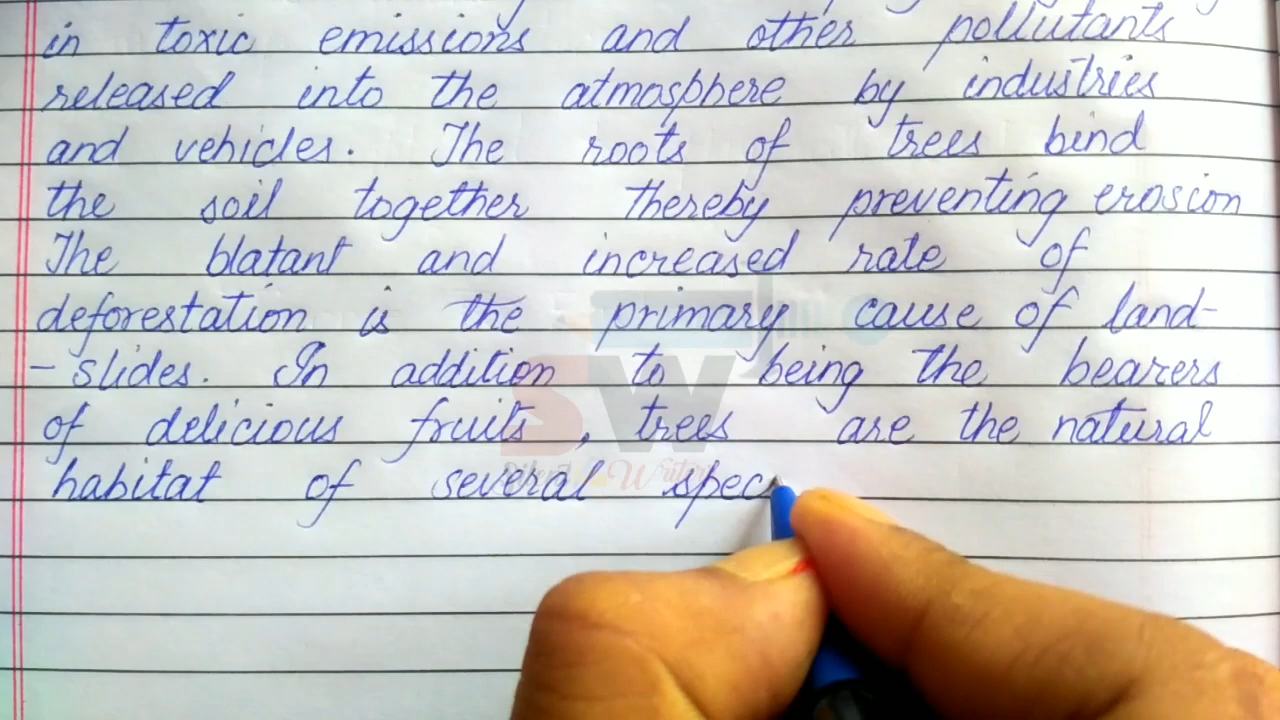 in toxic emissions and other pollutants
released into the atmosphere by industries
and vehicles. The roots of trees bind
the soil together thereby preventing erosion
The blatant and increased rate of
deforestation is the primary cause of land-
- slides. In addition to being the bearers
of delicious fruits, trees are the natural
habitat of several spec
SW